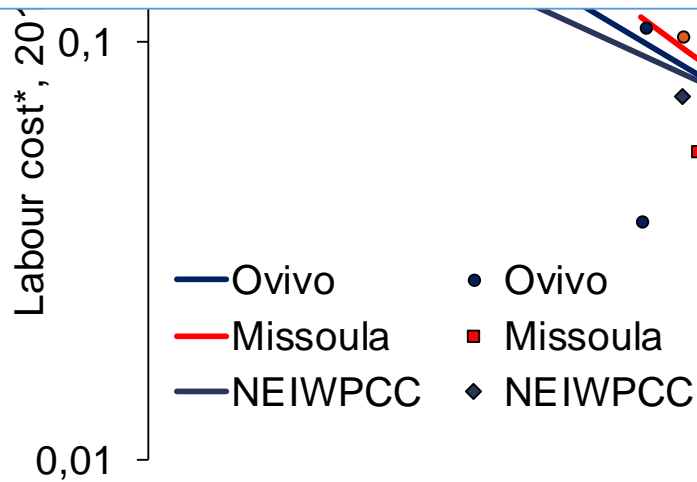 Labour cost*,
0,1
Ovivo
Ovivo
Missoula
Missoula
NEIWPCC
NEIWPCC
0,01